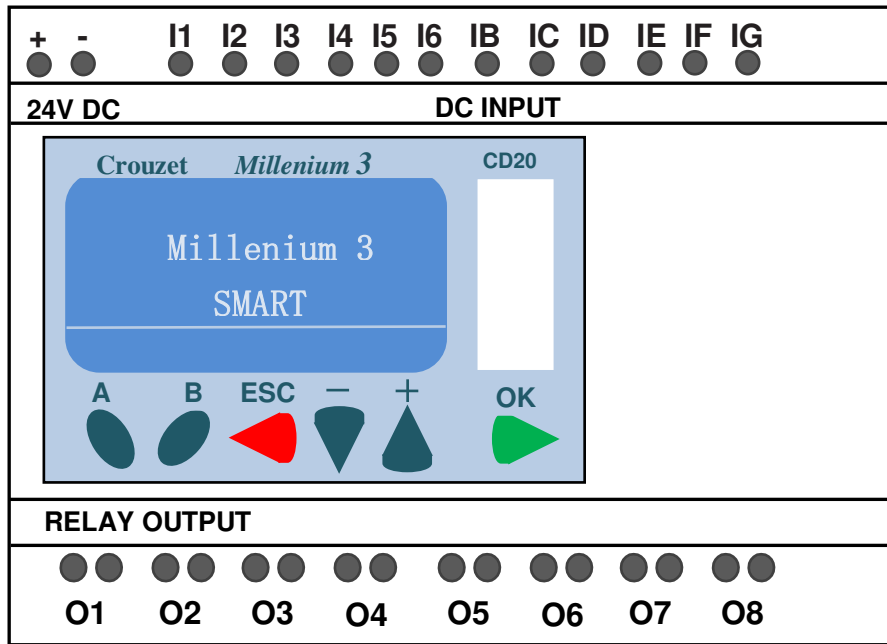 + - I1 I2 I3 I4 I5 I6 IB IC ID IE IF IG
24V DC DC INPUT
Crouzet Millenium 3 CD20
Millenium 3
SMART
A B ESC － ＋ OK
RELAY OUTPUT
O1 O2 O3 O4 O5 O6 O7 O8